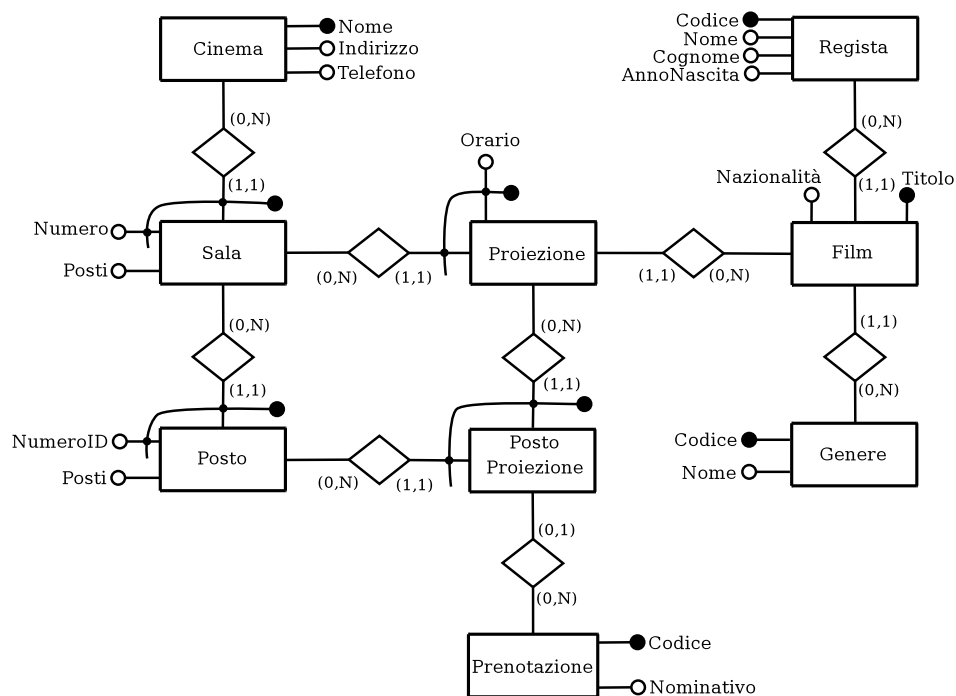 Nome
Cinema
Indirizzo
Telefono
Codice
Nome
Cognome
AnnoNascita
Regista
(0,N)
(0,N)
Orario
Nazionalità
(1,1)
(1,1)
Titolo
Numero
Sala
Posti
(0,N)
(1,1)
Proiezione
(1,1)
(0,N)
Film
(0,N)
(0,N)
(1,1)
(1,1)
(1,1)
(0,N)
NumeroID
Posto
Posti
(0,N)
(1,1)
Posto
Proiezione
Codice
Nome
Genere
(0,1)
(0,N)
Prenotazione
Codice
Nominativo